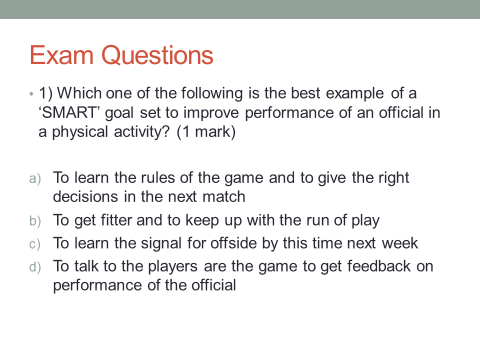 Exam Questions
• 1) Which one of the following is the best example of a
‘SMART’ goal set to improve performance of an official in
a physical activity? (1 mark)
a) To learn the rules of the game and to give the right
decisions in the next match
b) To get fitter and to keep up with the run of play
c) To learn the signal for offside by this time next week
d) To talk to the players are the game to get feedback on
performance of the official